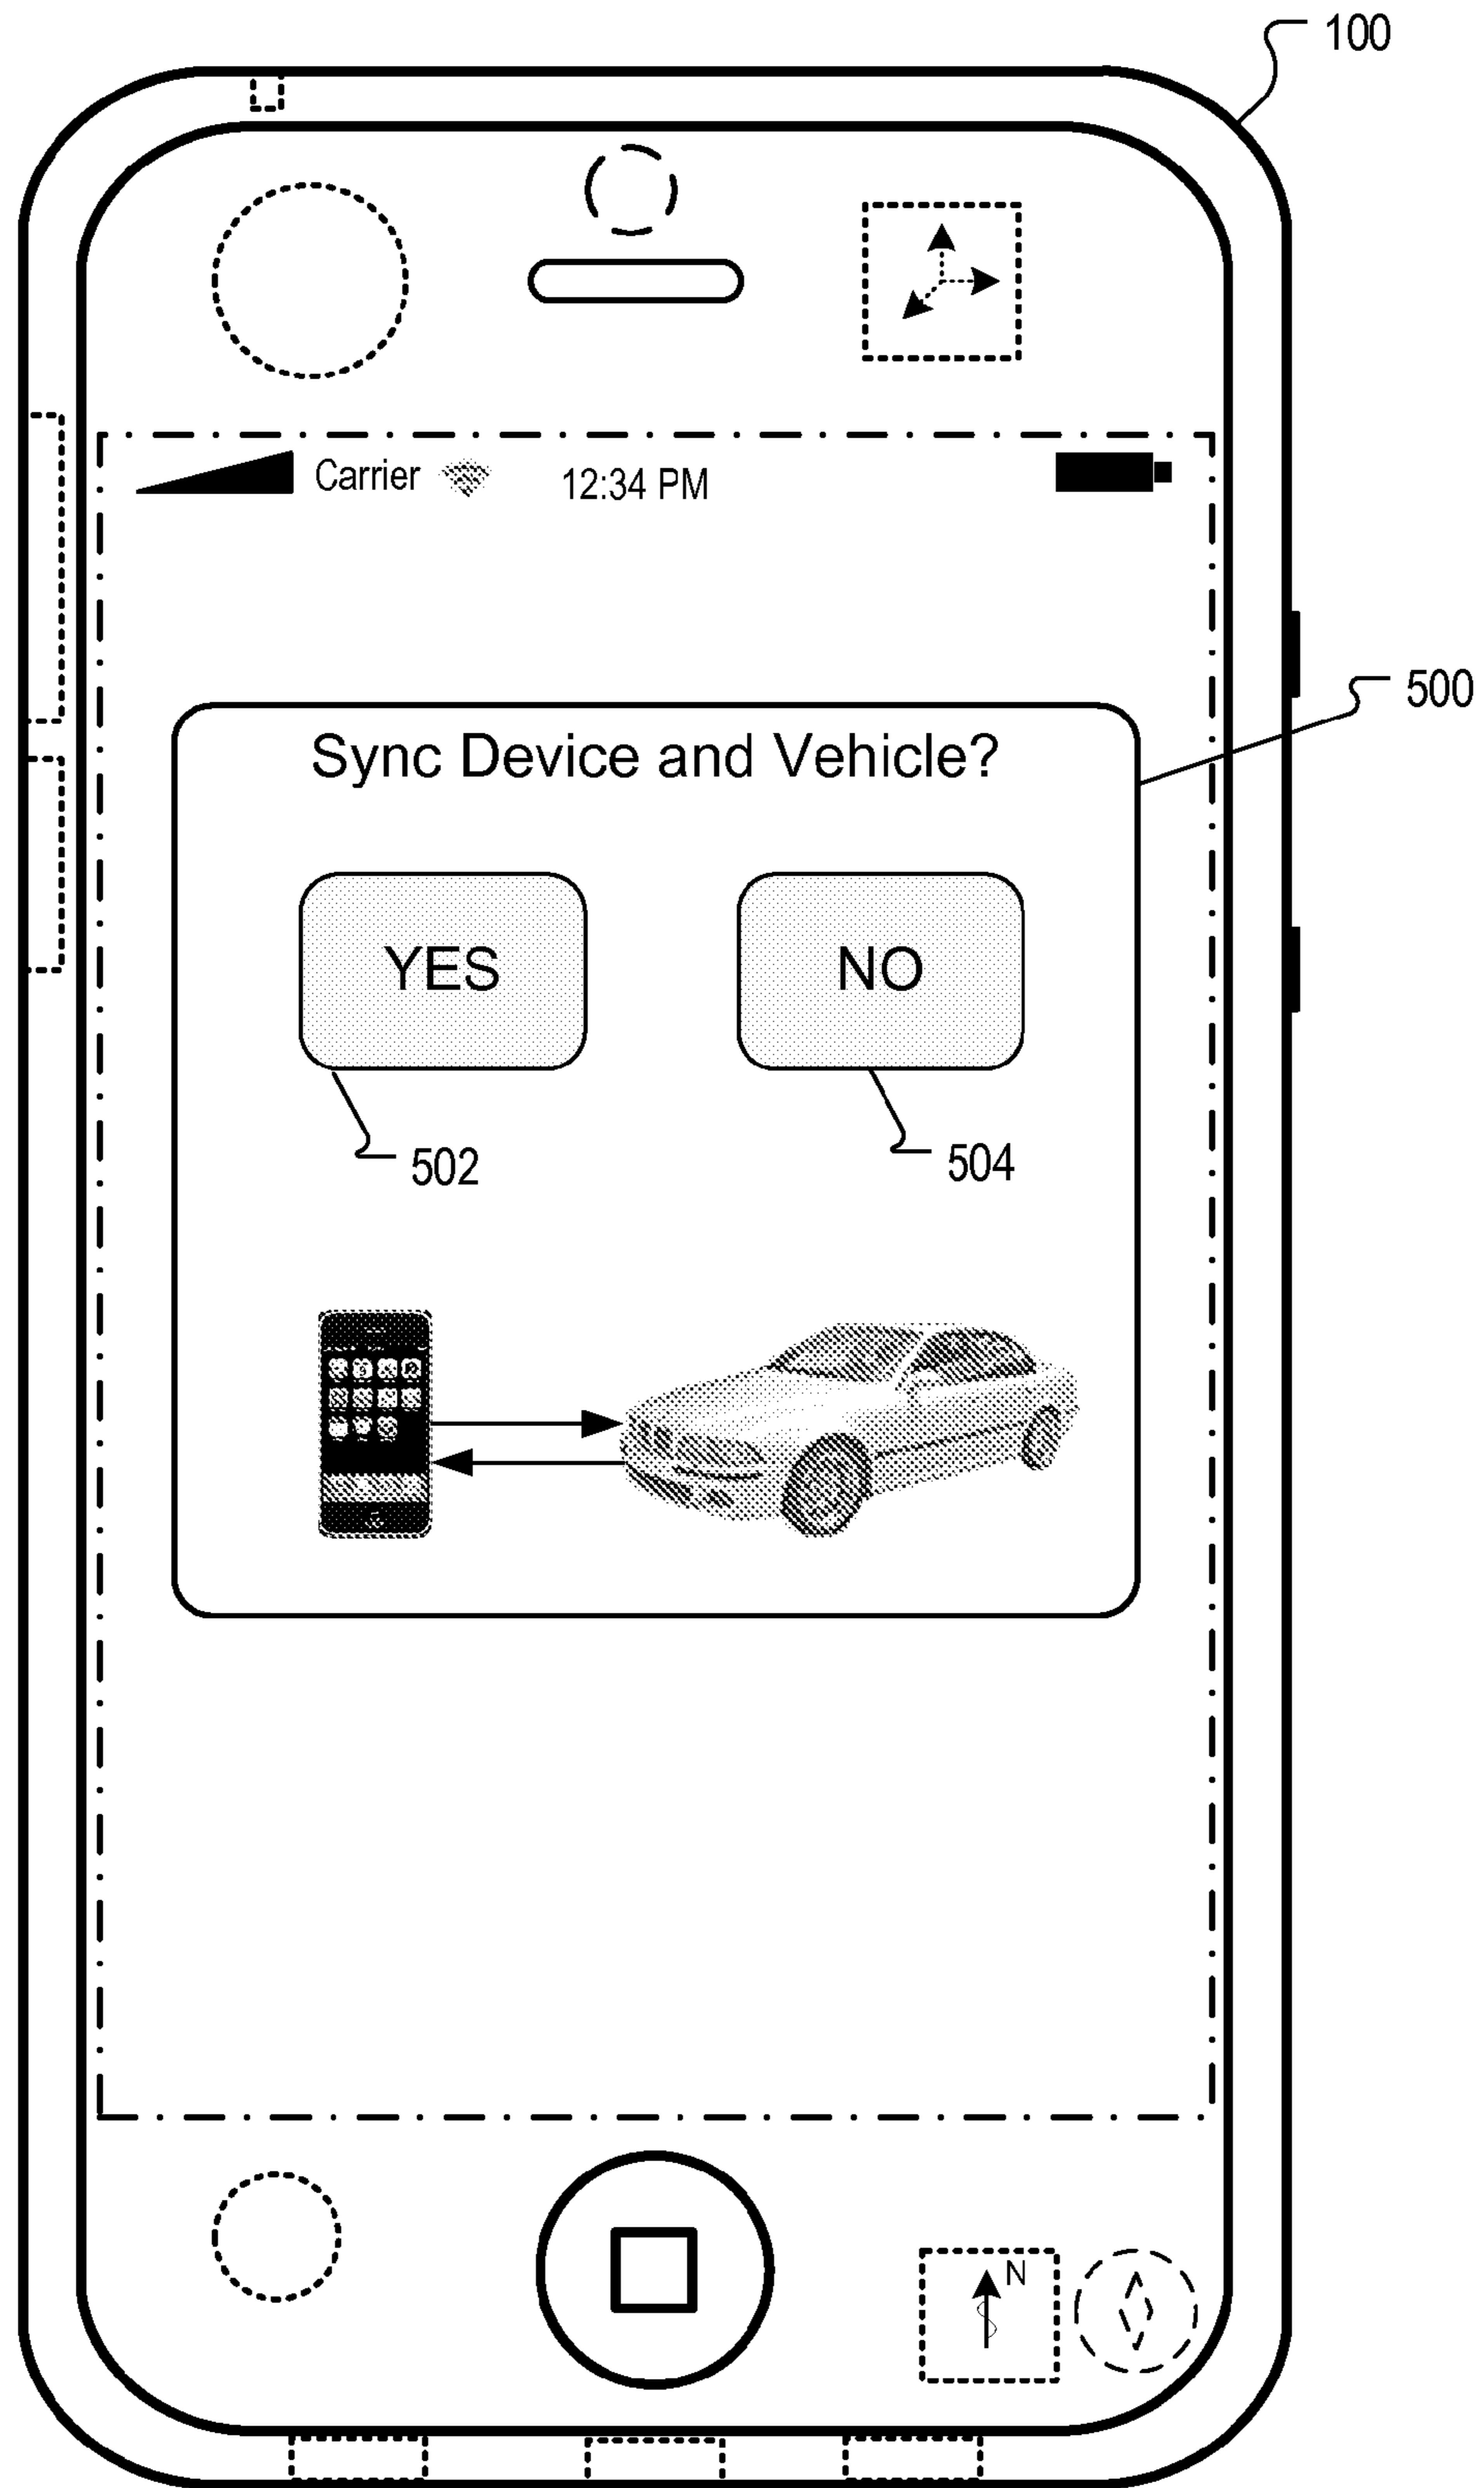 100
Carrier 12:34 PM
500
Sync Device and Vehicle?
YES NO
502 504
N